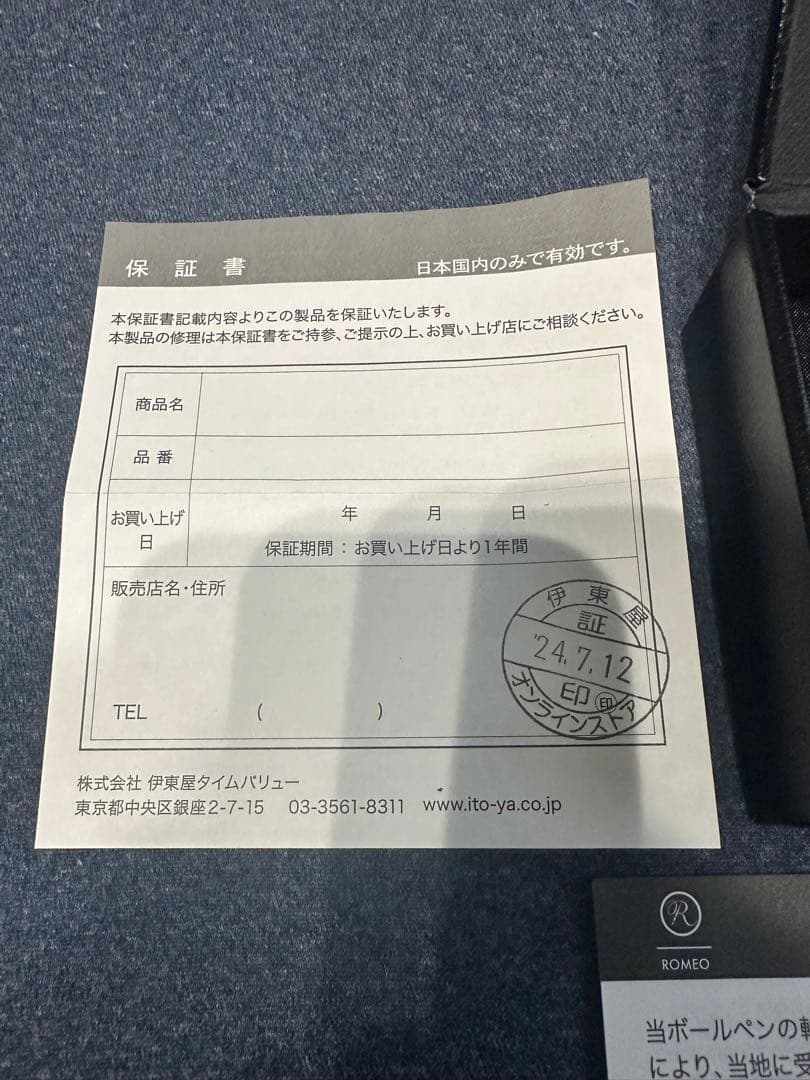 保証書
日本国内のみで有効です。
本保証書記載内容よりこの製品を保証いたします。
本製品の修理は本保証書をご持参、ご提示の上、お買い上げ店にご相談ください。
商品名
品番
お買い上げ
日
年 月 日
保証期間：お買い上げ日より1年間
販売店名・住所
TEL ( )
伊東屋
証
'24.7.12
印 印
オンラインストア
株式会社 伊東屋タイムバリュー
東京都中央区銀座2-7-15 03-3561-8311 www.ito-ya.co.jp
R
ROMEO
当ボールペンの軸
により、当地に受